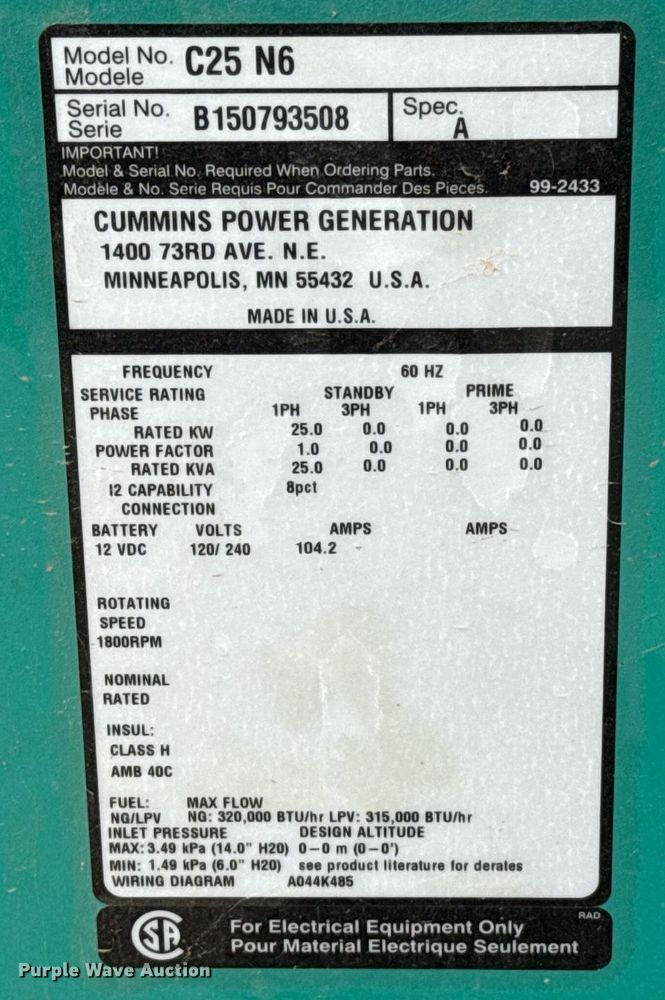 Model No. C25 N6
Modele
Serial No. B150793508 Spec.
Serie A
IMPORTANT!
Model & Serial No. Required When Ordering Parts.
Modele & No. Serie Requis Pour Commander Des Pieces. 99-2433
CUMMINS POWER GENERATION
1400 73RD AVE. N.E.
MINNEAPOLIS, MN 55432 U.S.A.
MADE IN U.S.A.
FREQUENCY 60 HZ
SERVICE RATING STANDBY PRIME
PHASE 1PH 3PH 1PH 3PH
RATED KW 25.0 0.0 0.0 0.0
POWER FACTOR 1.0 0.0 0.0 0.0
RATED KVA 25.0 0.0 0.0 0.0
I2 CAPABILITY 8pct
CONNECTION
BATTERY VOLTS AMPS AMPS
12 VDC 120/ 240 104.2
ROTATING
SPEED
1800RPM
NOMINAL
RATED
INSUL:
CLASS H
AMB 40C
FUEL: MAX FLOW
NG/LPV NG: 320,000 BTU/hr LPV: 315,000 BTU/hr
INLET PRESSURE DESIGN ALTITUDE
MAX: 3.49 kPa (14.0" H20) 0-0 m (0-0')
MIN: 1.49 kPa (6.0" H20) see product literature for derates
WIRING DIAGRAM A044K485
RAD
SA For Electrical Equipment Only
Pour Material Electrique Seulement
Purple Wave Auction